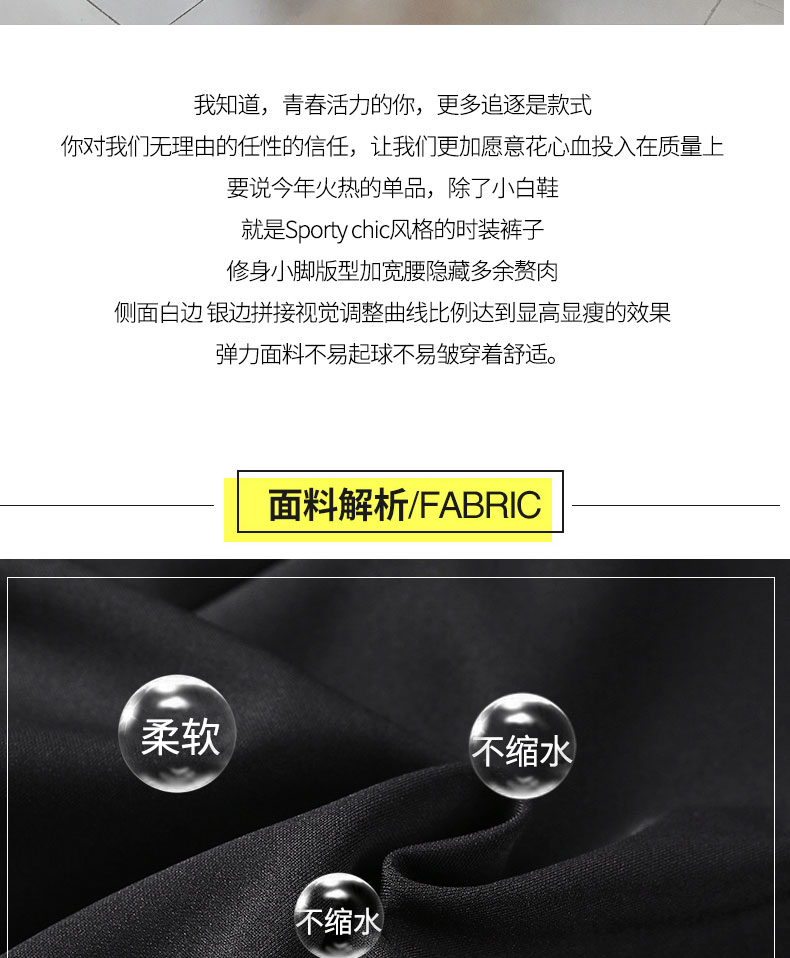 我知道，青春活力的你，更多追逐是款式
你对我们无理由的任性的信任，让我们更加愿意花心血投入在质量上
要说今年火热的单品，除了小白鞋
就是Sporty chic风格的时装裤子
修身小脚版型加宽腰隐藏多余赘肉
侧面白边 银边拼接视觉调整曲线比例达到显高显瘦的效果
弹力面料不易起球不易皱穿着舒适。
面料解析/FABRIC
柔软
不缩水
不缩水